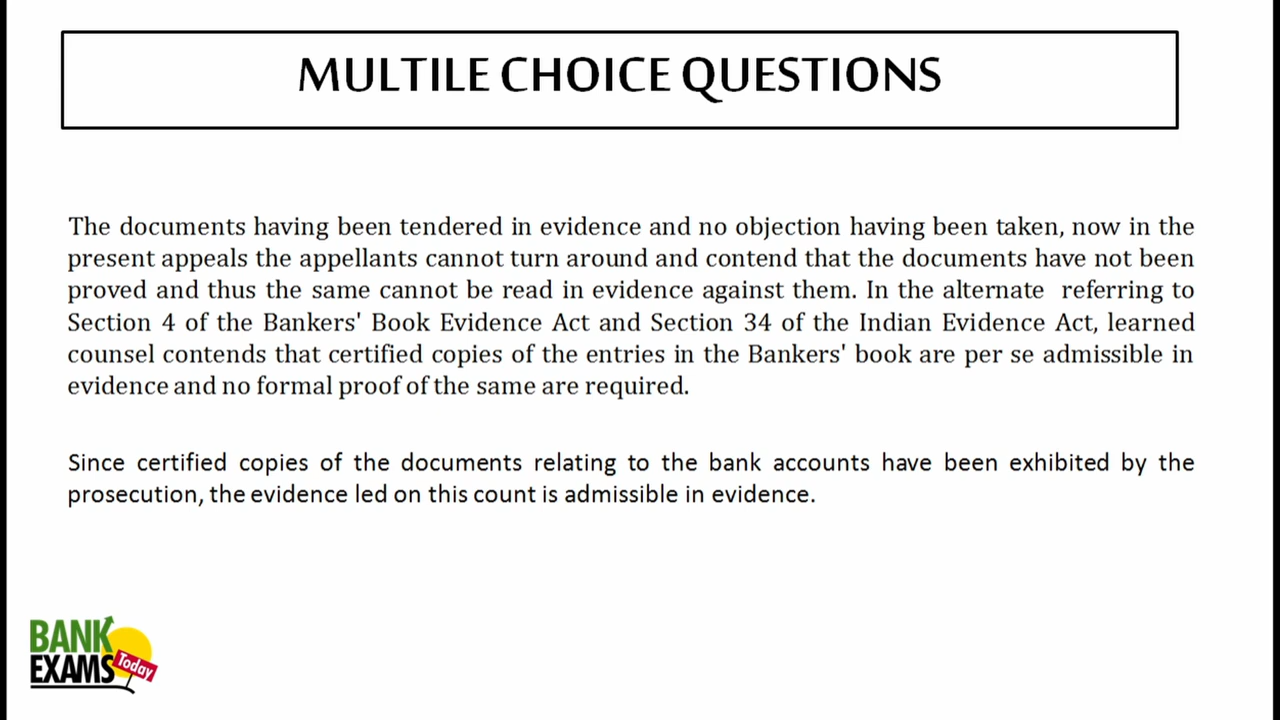 MULTILE CHOICE QUESTIONS
The documents having been tendered in evidence and no objection having been taken, now in the
present appeals the appellants cannot turn around and contend that the documents have not been
proved and thus the same cannot be read in evidence against them. In the alternate referring to
Section 4 of the Bankers' Book Evidence Act and Section 34 of the Indian Evidence Act, learned
counsel contends that certified copies of the entries in the Bankers' book are per se admissible in
evidence and no formal proof of the same are required.
Since certified copies of the documents relating to the bank accounts have been exhibited by the
prosecution, the evidence led on this count is admissible in evidence.
BANK
EXAMS
Today